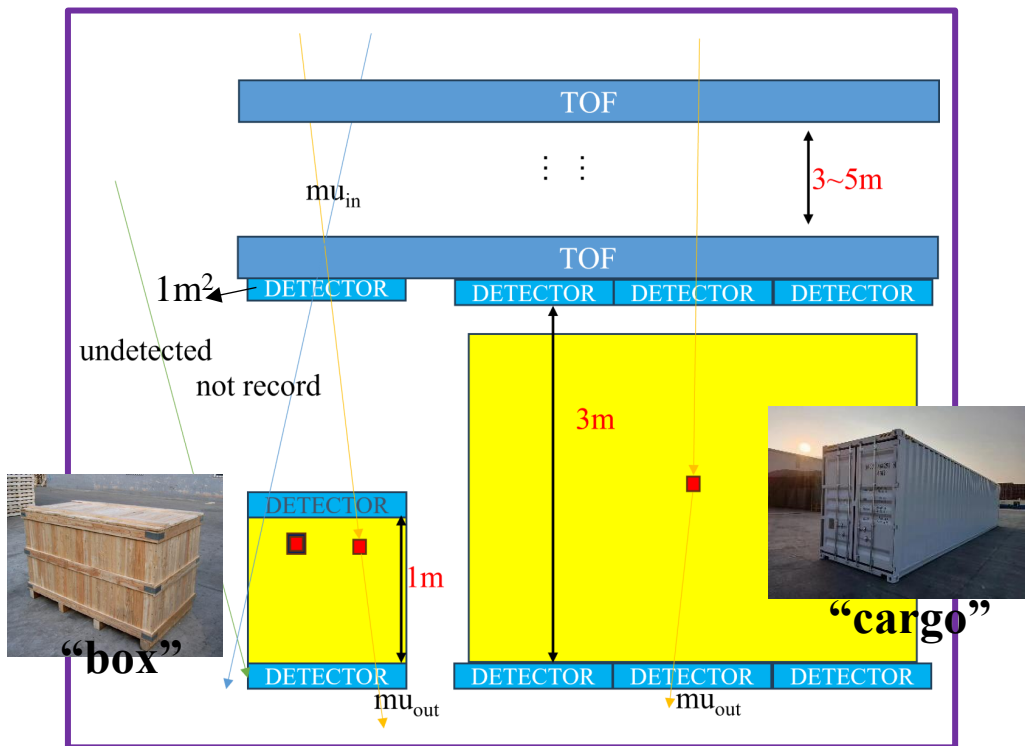 TOF
⋮ ⋮
3~5m
mu_in
TOF
1m²
DETECTOR
DETECTOR
DETECTOR
DETECTOR
undetected
not record
3m
DETECTOR
1m
"box"
"cargo"
DETECTOR
DETECTOR
DETECTOR
DETECTOR
mu_out
mu_out